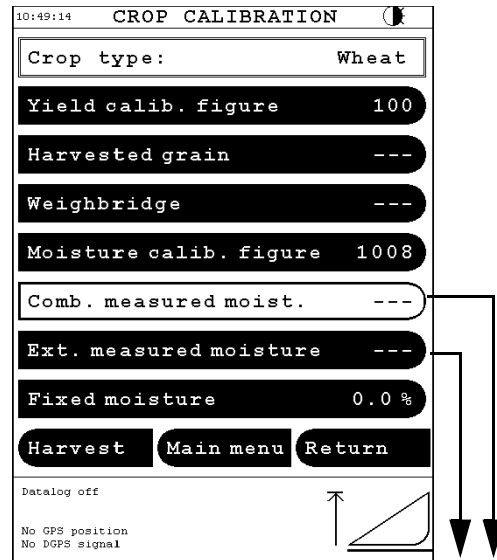 10:49:14 CROP CALIBRATION
Crop type: Wheat
Yield calib. figure 100
Harvested grain ---
Weighbridge ---
Moisture calib. figure 1008
Comb. measured moist. ---
Ext. measured moisture ---
Fixed moisture 0.0 %
Harvest Main menu Return
Datalog off
No GPS position
No DGPS signal